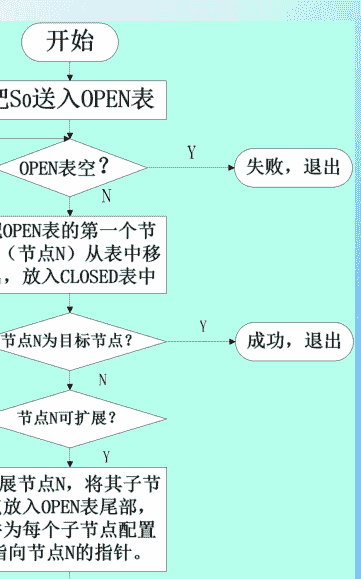 开始
把So送入OPEN表
OPEN表空?
Y
失败，退出
N
OPEN表的第一个节
（节点N）从表中移
，放入CLOSED表中
节点N为目标节点？
Y
成功，退出
N
节点N可扩展？
Y
展节点N，将其子节
放入OPEN表尾部，
为每个子节点配置
指向节点N的指针。